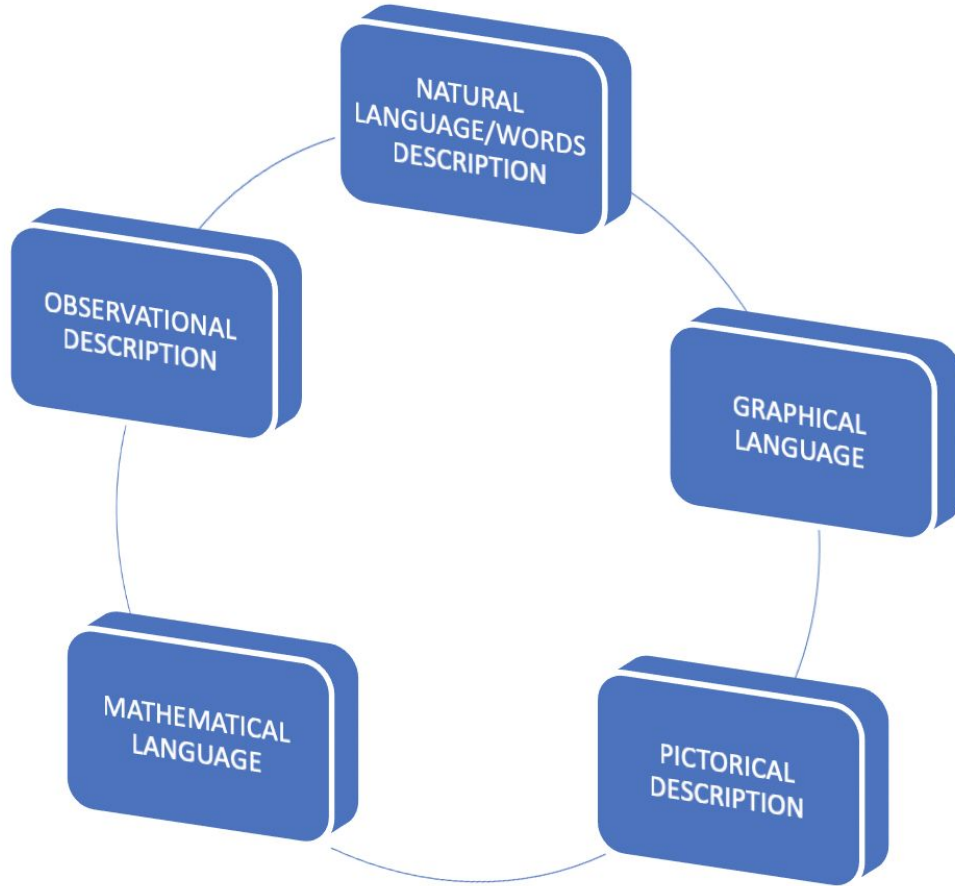 NATURAL
LANGUAGE/WORDS
DESCRIPTION
GRAPHICAL
LANGUAGE
PICTORICAL
DESCRIPTION
MATHEMATICAL
LANGUAGE
OBSERVATIONAL
DESCRIPTION